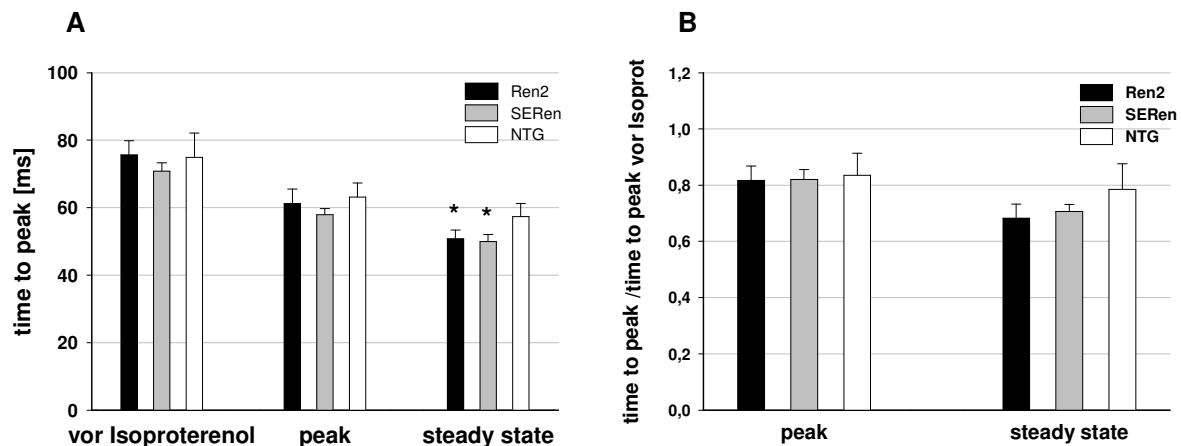 A
time to peak [ms]
100
80
60
40
20
0
Ren2
SERen
NTG
*
*
vor Isoproterenol
peak
steady state
B
time to peak /time to peak vor Isoprot
1,2
1,0
0,8
0,6
0,4
0,2
0,0
Ren2
SERen
NTG
peak
steady state